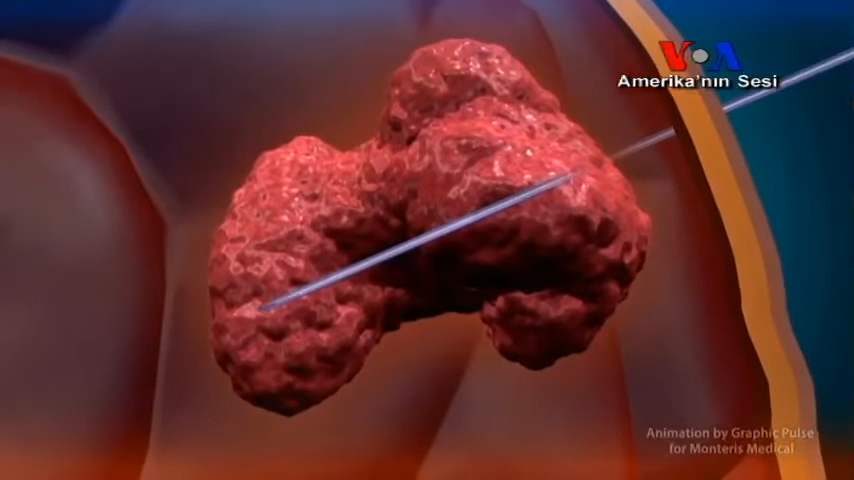 VOA
Amerika'nın Sesi
Animation by Graphic Pulse
for Monteris Medical